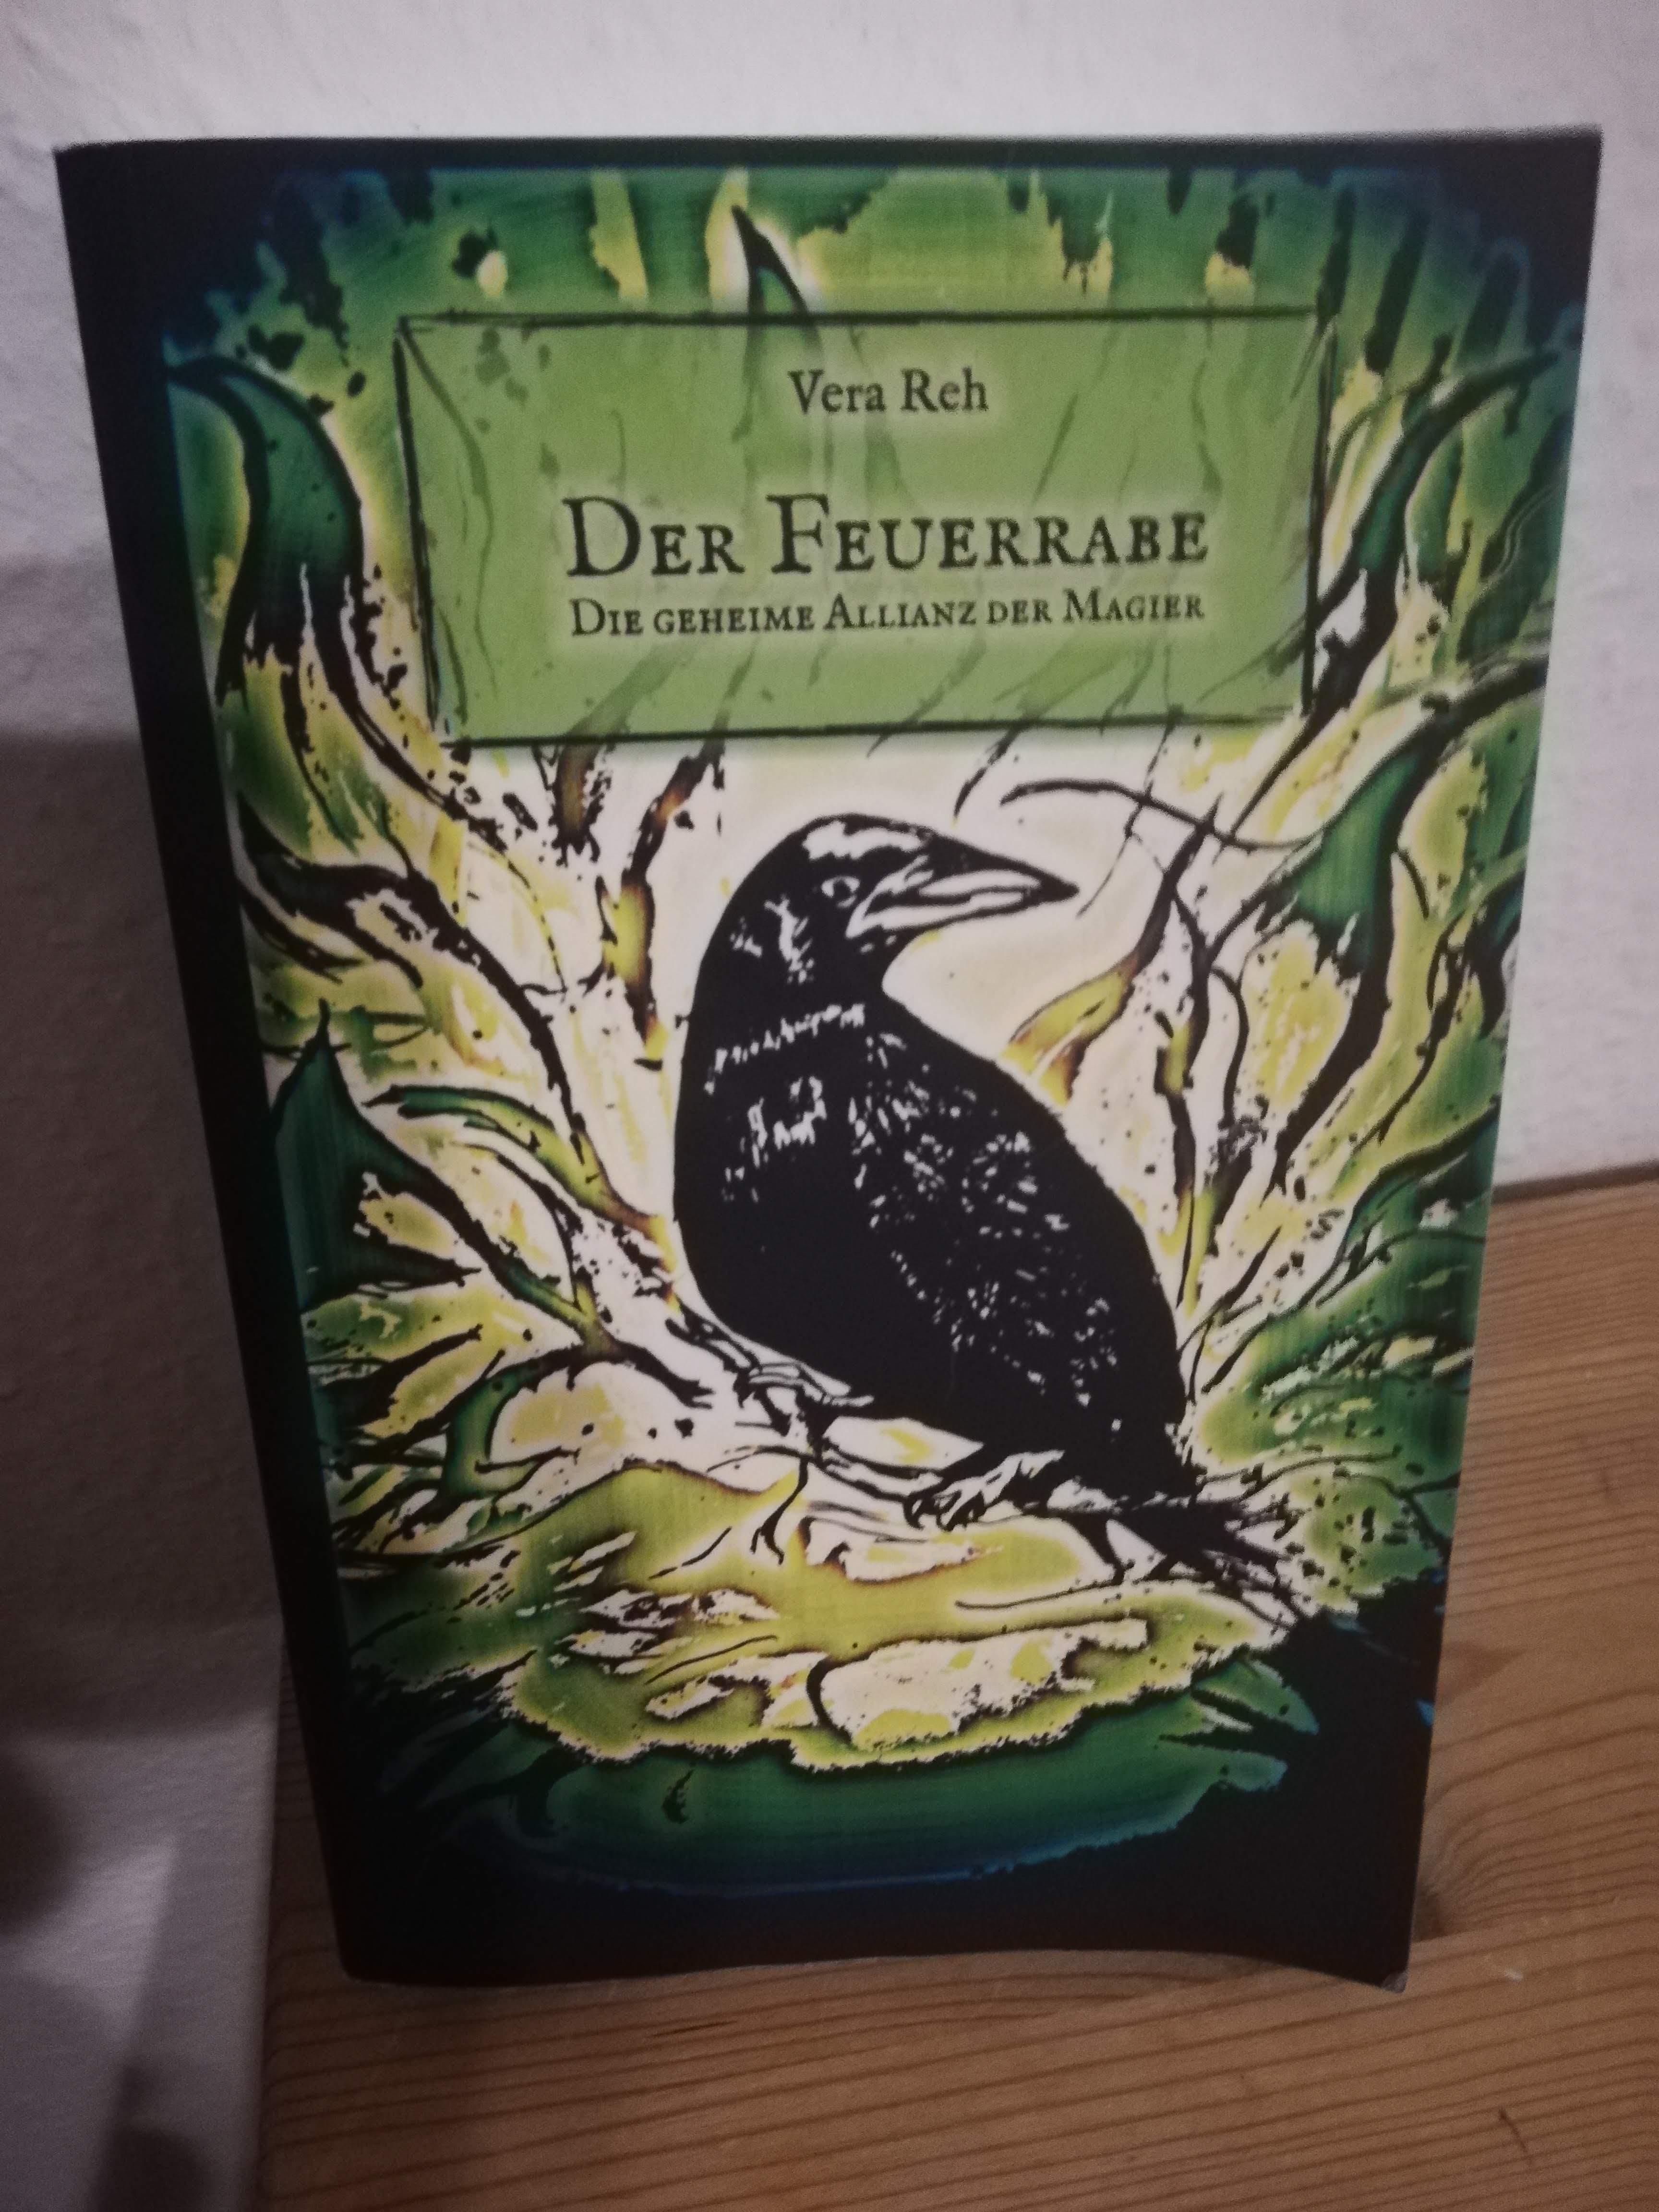 Vera Reh
DER FEUERRABE
DIE GEHEIME ALLIANZ DER MAGIER